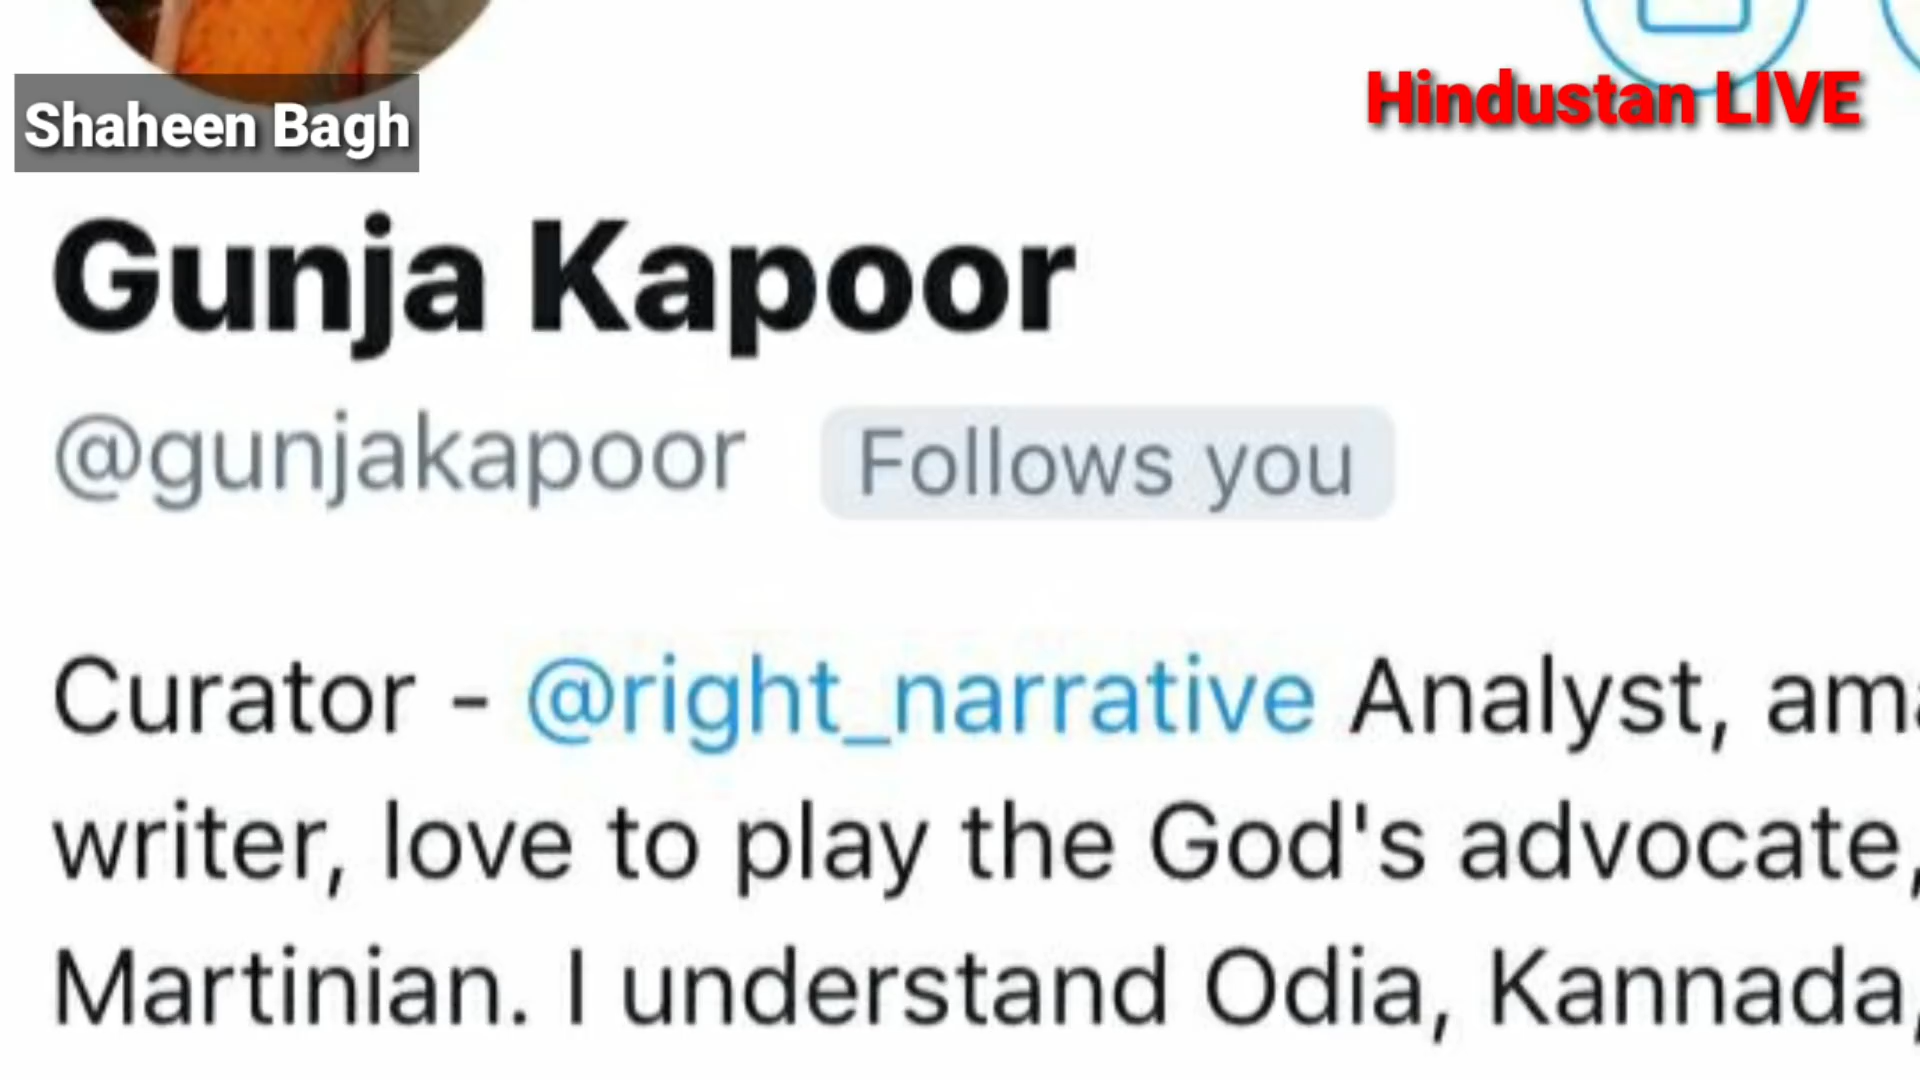 Shaheen Bagh
Hindustan LIVE
Gunja Kapoor
@gunjakapoor Follows you
Curator - @right_narrative Analyst,
writer, love to play the God's advocate,
Martinian. I understand Odia, Kannada,